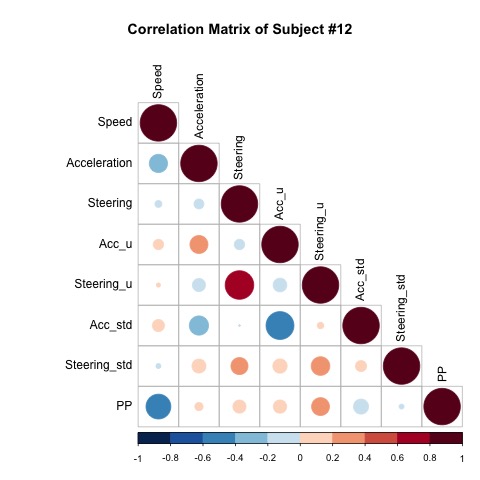 Correlation Matrix of Subject #12
Speed
Acceleration
Steering
Acc_u
Steering_u
Acc_std
Steering_std
PP
Speed
Acceleration
Steering
Acc_u
Steering_u
Acc_std
Steering_std
PP
-1 -0.8 -0.6 -0.4 -0.2 0 0.2 0.4 0.6 0.8 1